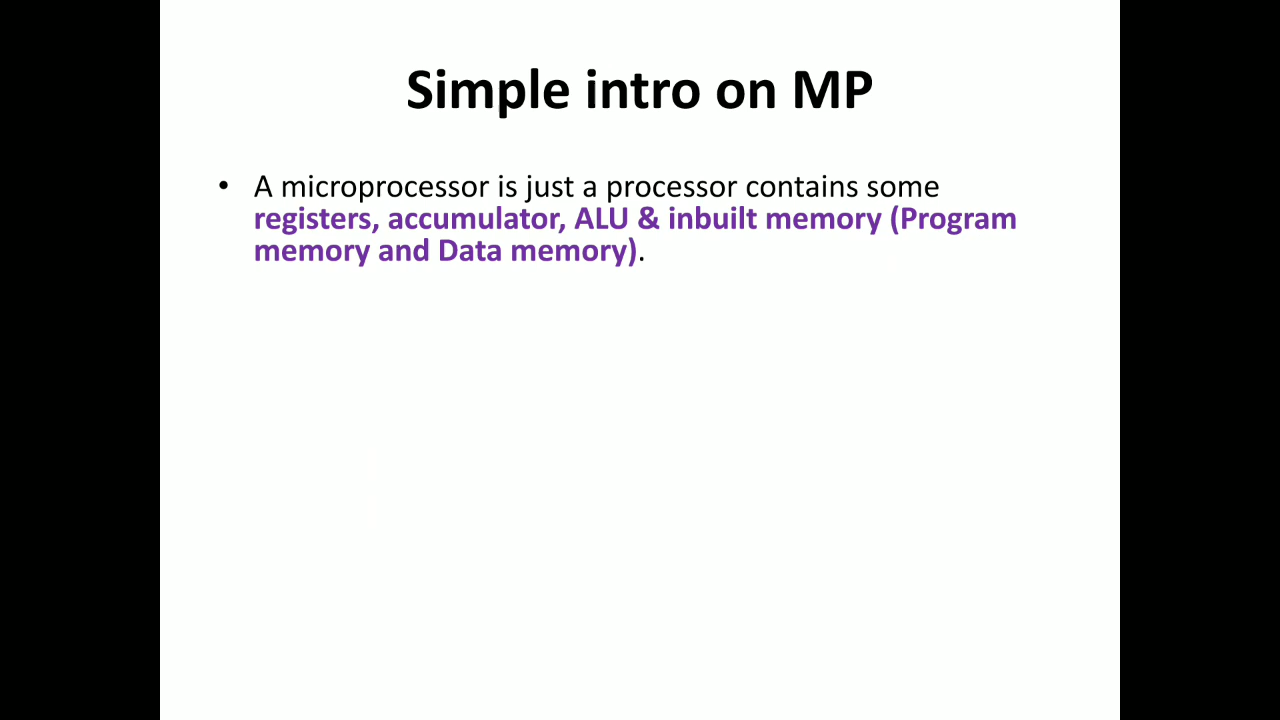 Simple intro on MP
• A microprocessor is just a processor contains some
registers, accumulator, ALU & inbuilt memory (Program
memory and Data memory).